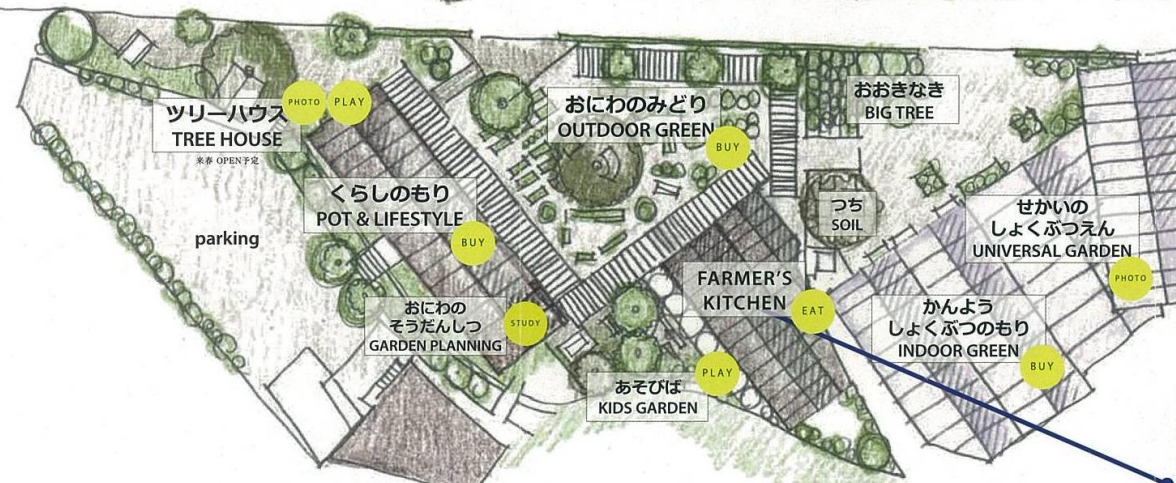 ツリーハウス
TREE HOUSE
来春 OPEN予定
PHOTO
PLAY
おにわのみどり
OUTDOOR GREEN
BUY
おおきなき
BIG TREE
くらしのもり
POT & LIFESTYLE
BUY
parking
つち
SOIL
せかいの
しょくぶつえん
UNIVERSAL GARDEN
PHOTO
FARMER'S
KITCHEN
EAT
おにわの
そうだんしつ
GARDEN PLANNING
STUDY
かんよう
しょくぶつのもり
INDOOR GREEN
BUY
あそびば
KIDS GARDEN
PLAY